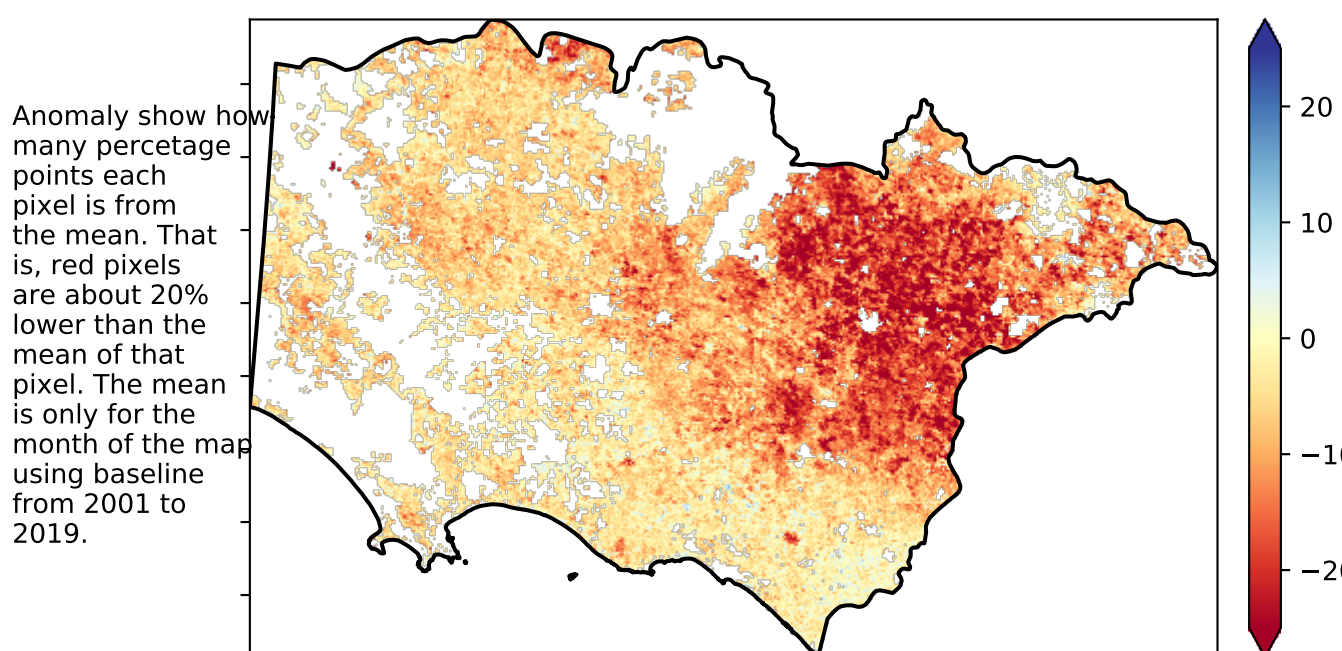 Anomaly show how
many percetage
points each
pixel is from
the mean. That
is, red pixels
are about 20%
lower than the
mean of that
pixel. The mean
is only for the
month of the map
using baseline
from 2001 to
2019.
20
10
0
−10
−20